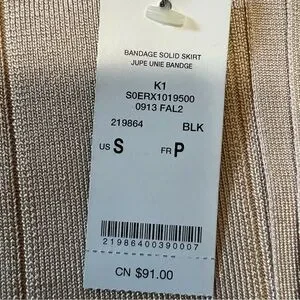 BANDAGE SOLID SKIRT
JUPE UNIE BANDGE
K1
S0ERX1019500
0913 FAL2
219864 BLK
US S FR P
21986400390007
CN $91.00